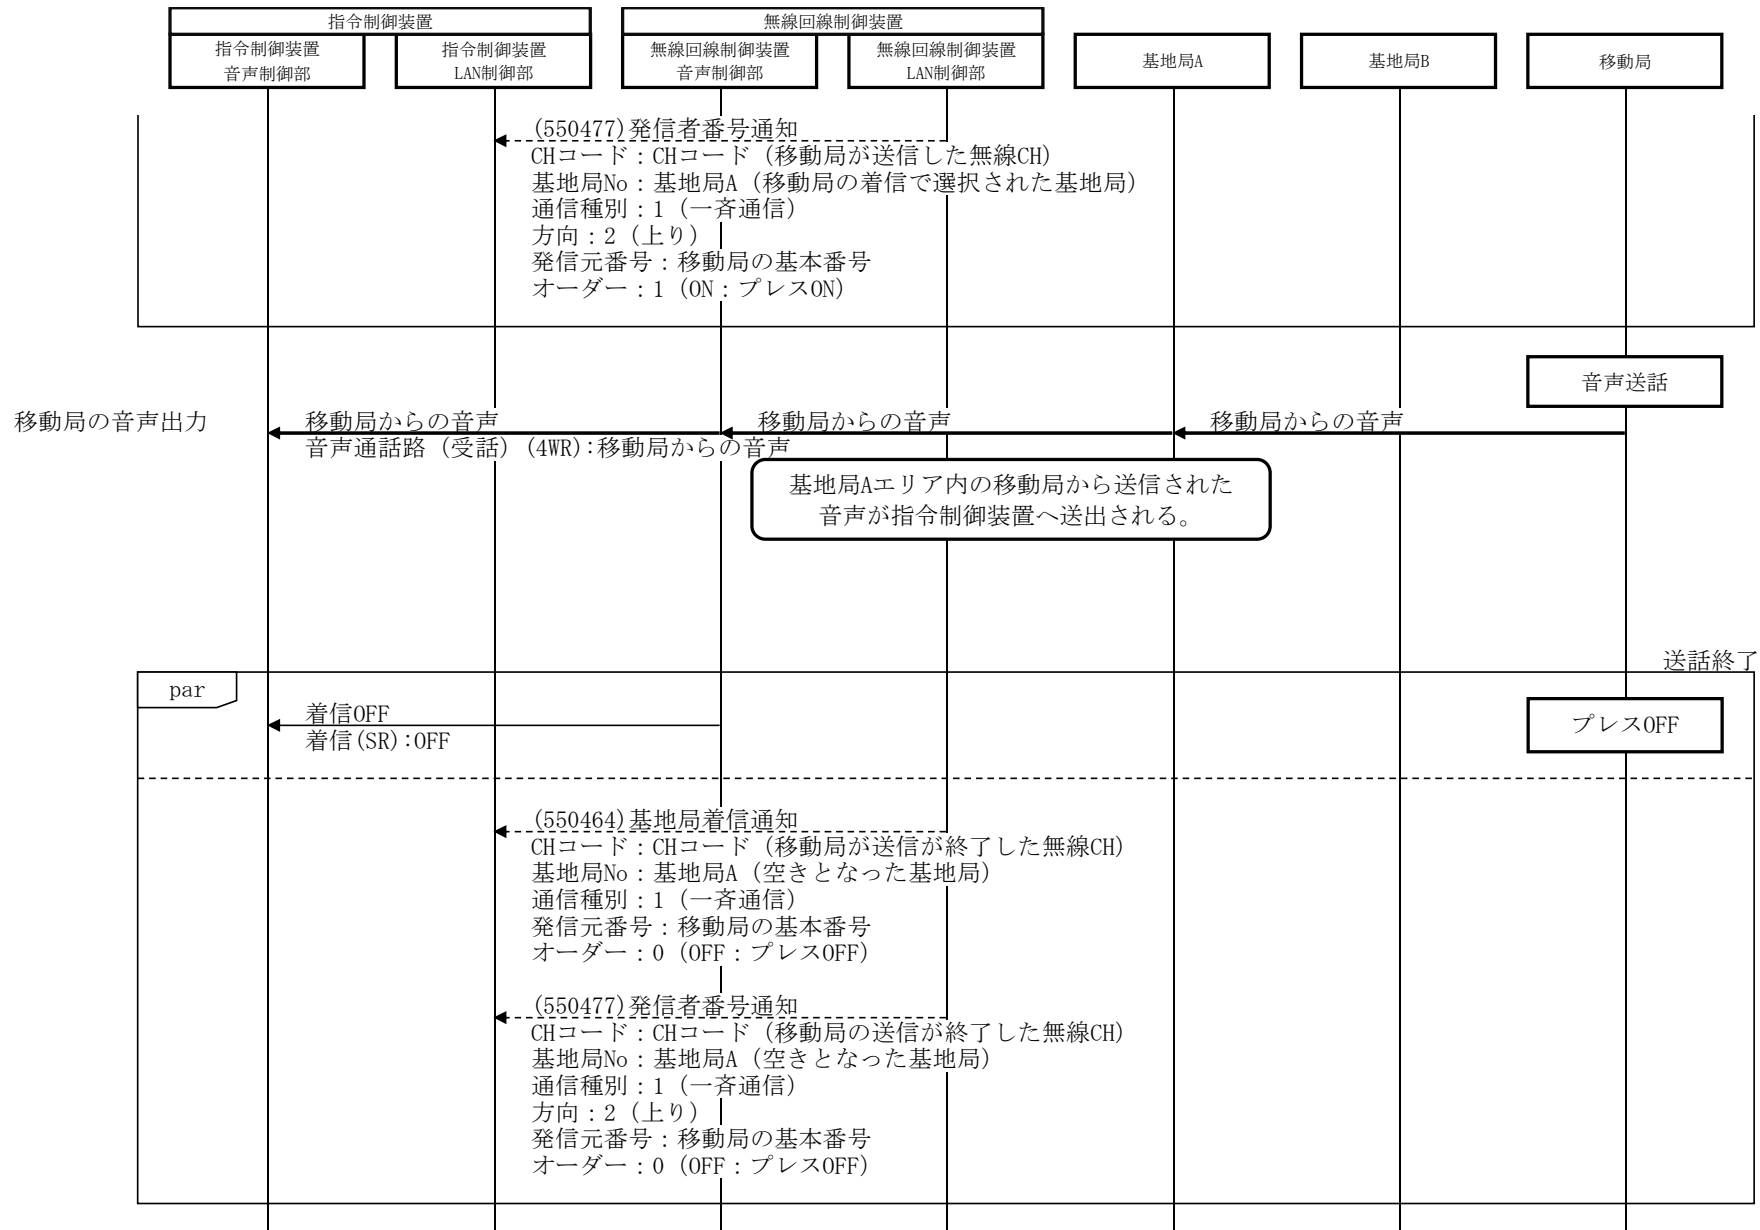 指令制御装置
無線回線制御装置
指令制御装置
音声制御部
指令制御装置
LAN制御部
無線回線制御装置
音声制御部
無線回線制御装置
LAN制御部
基地局A
基地局B
移動局
(550477)発信者番号通知
CHコード：CHコード（移動局が送信した無線CH）
基地局No：基地局A（移動局の着信で選択された基地局）
通信種別：1（一斉通信）
方向：2（上り）
発信元番号：移動局の基本番号
オーダー：1（ON：プレスON）
音声送話
移動局の音声出力
移動局からの音声
移動局からの音声
移動局からの音声
音声通話路（受話）(4WR):移動局からの音声
基地局Aエリア内の移動局から送信された
音声が指令制御装置へ送出される。
送話終了
par
プレスOFF
着信OFF
着信(SR):OFF
(550464)基地局着信通知
CHコード：CHコード（移動局が送信が終了した無線CH）
基地局No：基地局A（空きとなった基地局）
通信種別：1（一斉通信）
発信元番号：移動局の基本番号
オーダー：0（OFF：プレスOFF）
(550477)発信者番号通知
CHコード：CHコード（移動局の送信が終了した無線CH）
基地局No：基地局A（空きとなった基地局）
通信種別：1（一斉通信）
方向：2（上り）
発信元番号：移動局の基本番号
オーダー：0（OFF：プレスOFF）